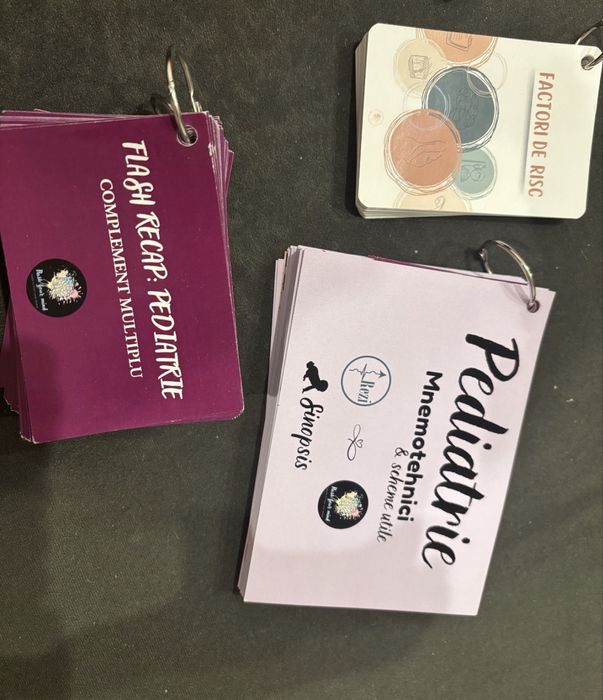 FLASH RECAP: PEDIATRIE
COMPLEMENT MULTIPLU
FACTORI DE RISC
Pediatrie
Mnemotehnici
& scheme utile
Rezi
Sinopsis